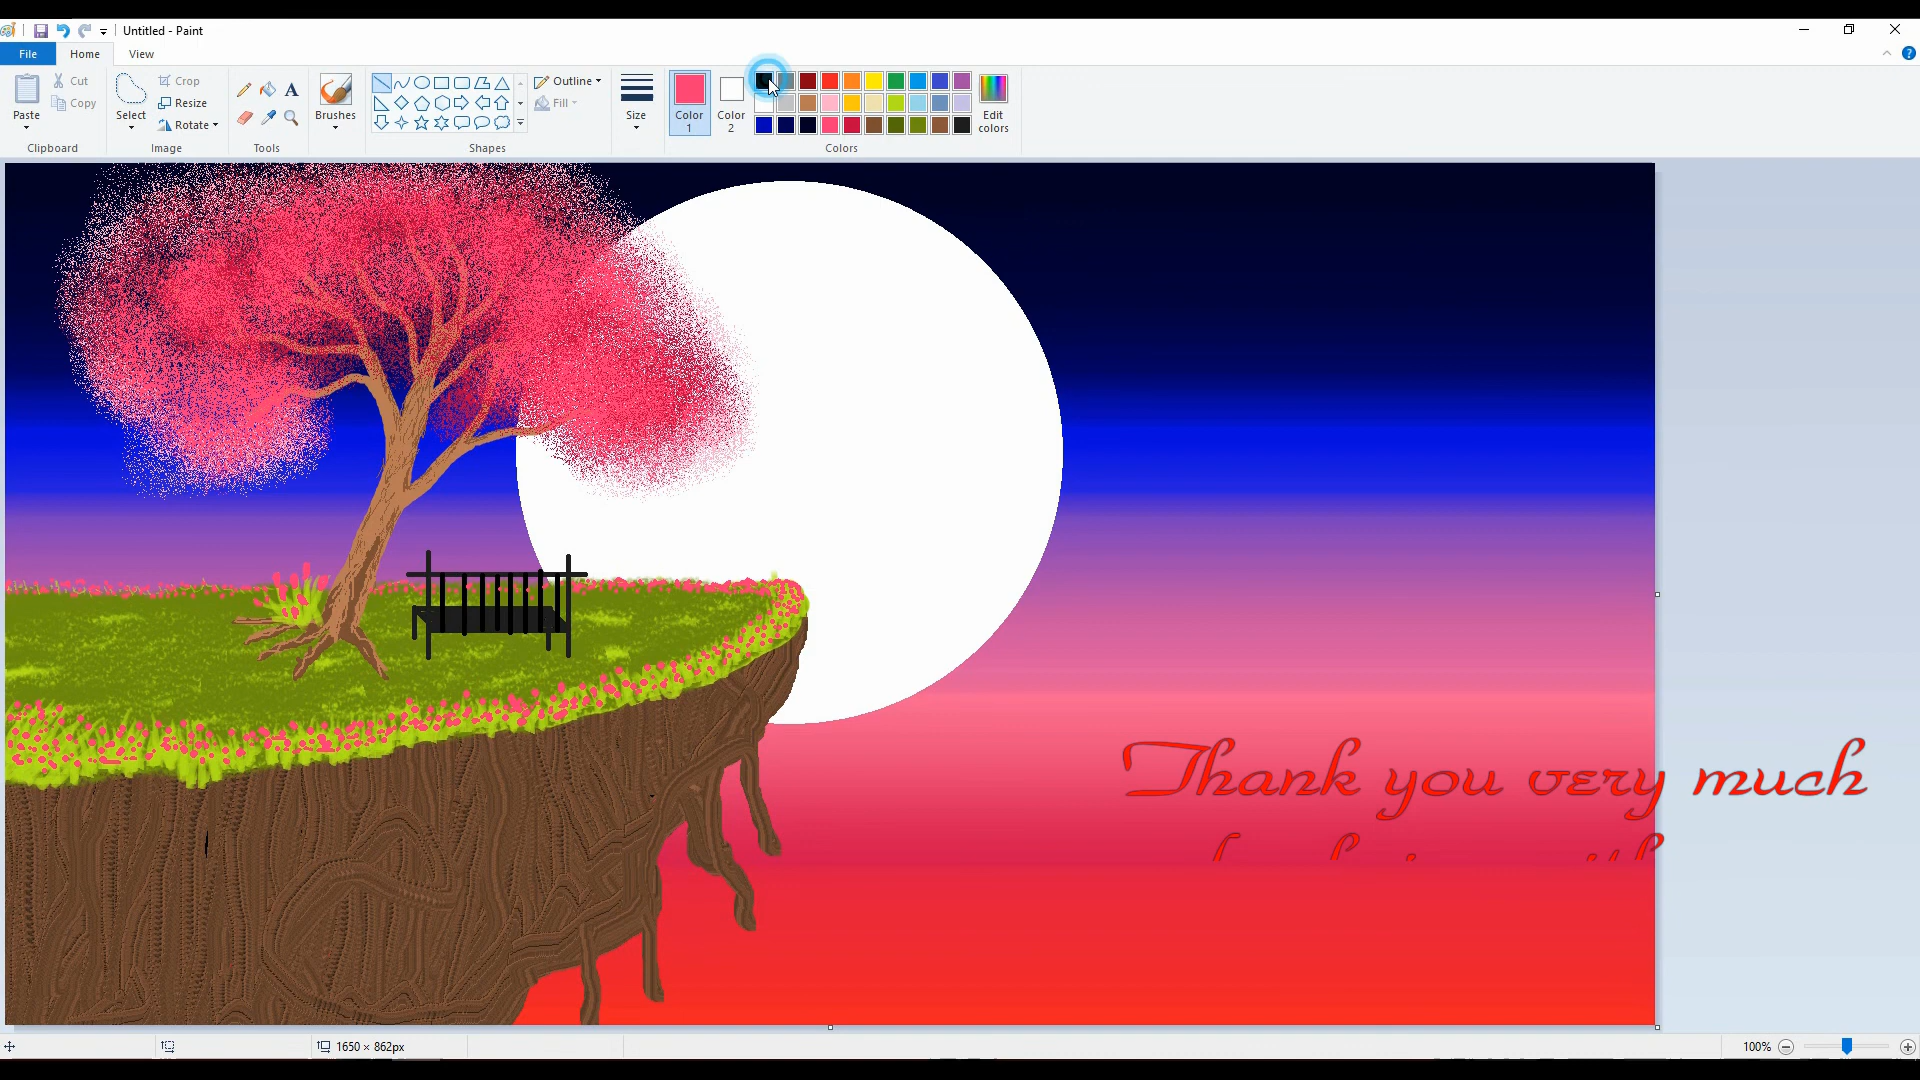 Untitled - Paint
File Home View
Paste
Cut
Copy
Clipboard
Select
Crop
Resize
Rotate
Image
Tools
Brushes
Shapes
Outline
Fill
Size
Color 1
Color 2
Edit colors
Colors
Thank you very much
1650 × 862px
100%